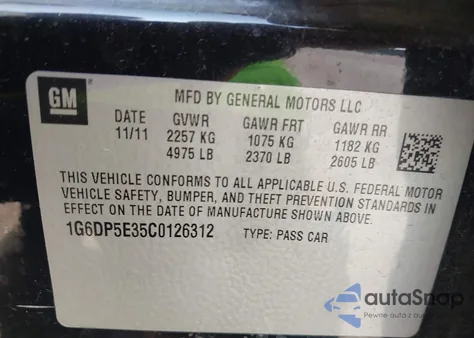 GM
MFD BY GENERAL MOTORS LLC
DATE GVWR GAWR FRT GAWR RR
11/11 2257 KG 1075 KG 1182 KG
4975 LB 2370 LB 2605 LB
THIS VEHICLE CONFORMS TO ALL APPLICABLE U.S. FEDERAL MOTOR
VEHICLE SAFETY, BUMPER, AND THEFT PREVENTION STANDARDS IN
EFFECT ON THE DATE OF MANUFACTURE SHOWN ABOVE.
1G6DP5E35C0126312 TYPE: PASS CAR
autoSnap
Pewne auto z